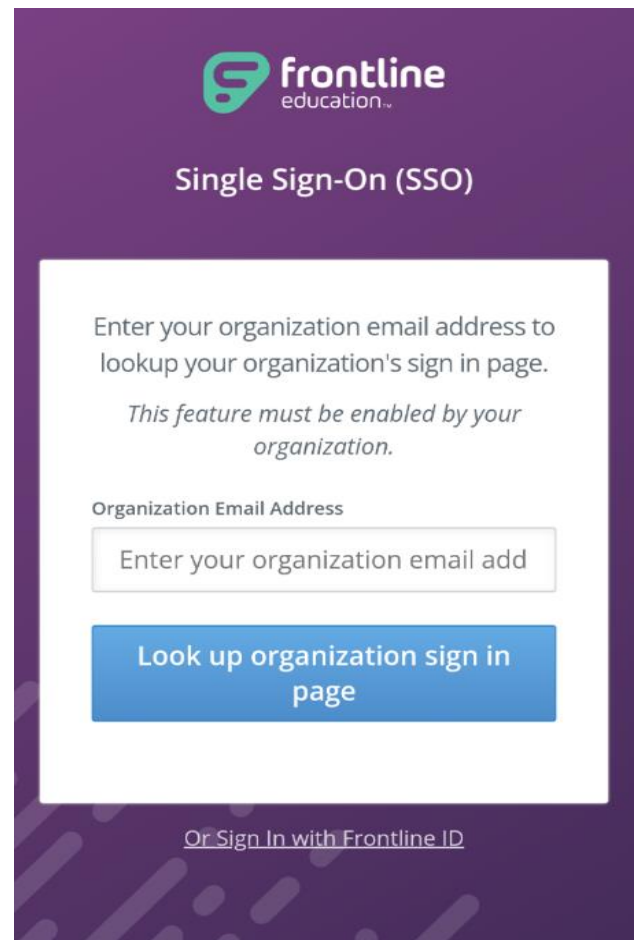 frontline
education™
Single Sign-On (SSO)
Enter your organization email address to
lookup your organization's sign in page.
This feature must be enabled by your
organization.
Organization Email Address
Enter your organization email add
Look up organization sign in
page
Or Sign In with Frontline ID